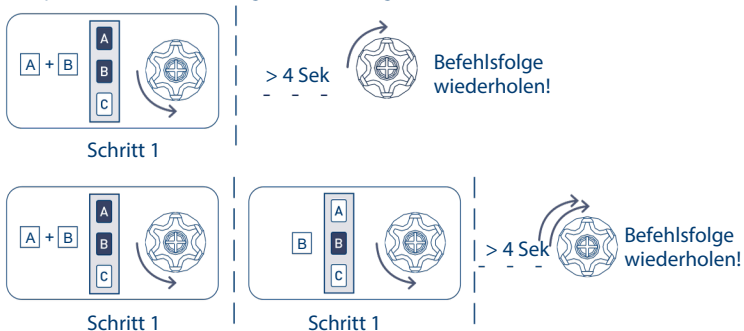 A + B
A
B
C
> 4 Sek
Befehlsfolge
wiederholen!
Schritt 1
A + B
A
B
C
B
A
B
C
> 4 Sek
Befehlsfolge
wiederholen!
Schritt 1
Schritt 1